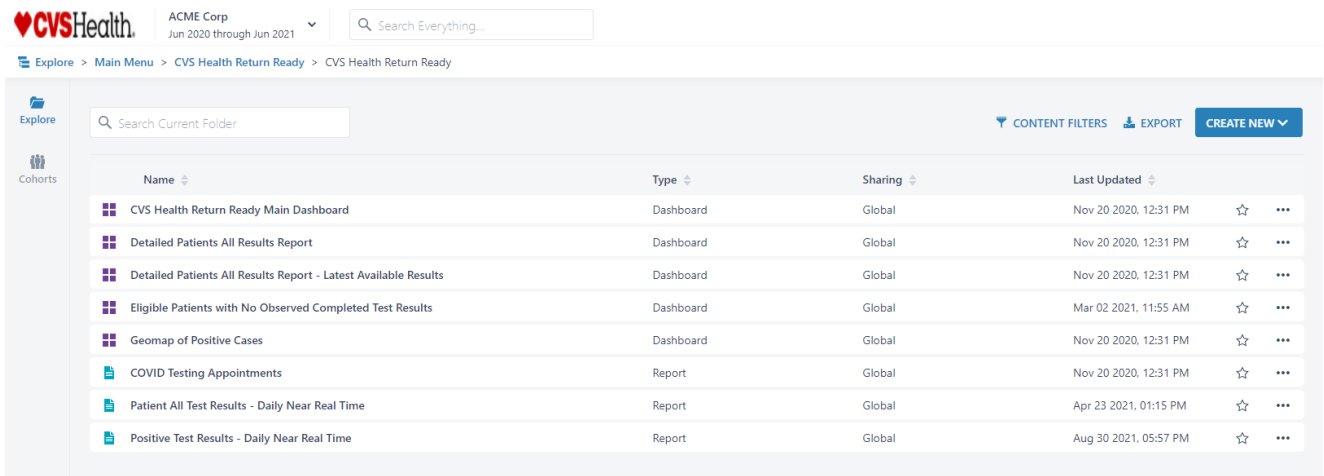 CVSHealth.
ACME Corp
Jun 2020 through Jun 2021
Search Everything...
Explore > Main Menu > CVS Health Return Ready > CVS Health Return Ready
Explore
Cohorts
Search Current Folder
CONTENT FILTERS EXPORT CREATE NEW
Name Type Sharing Last Updated
CVS Health Return Ready Main Dashboard Dashboard Global Nov 20 2020, 12:31 PM
Detailed Patients All Results Report Dashboard Global Nov 20 2020, 12:31 PM
Detailed Patients All Results Report - Latest Available Results Dashboard Global Nov 20 2020, 12:31 PM
Eligible Patients with No Observed Completed Test Results Dashboard Global Mar 02 2021, 11:55 AM
Geomap of Positive Cases Dashboard Global Nov 20 2020, 12:31 PM
COVID Testing Appointments Report Global Nov 20 2020, 12:31 PM
Patient All Test Results - Daily Near Real Time Report Global Apr 23 2021, 01:15 PM
Positive Test Results - Daily Near Real Time Report Global Aug 30 2021, 05:57 PM